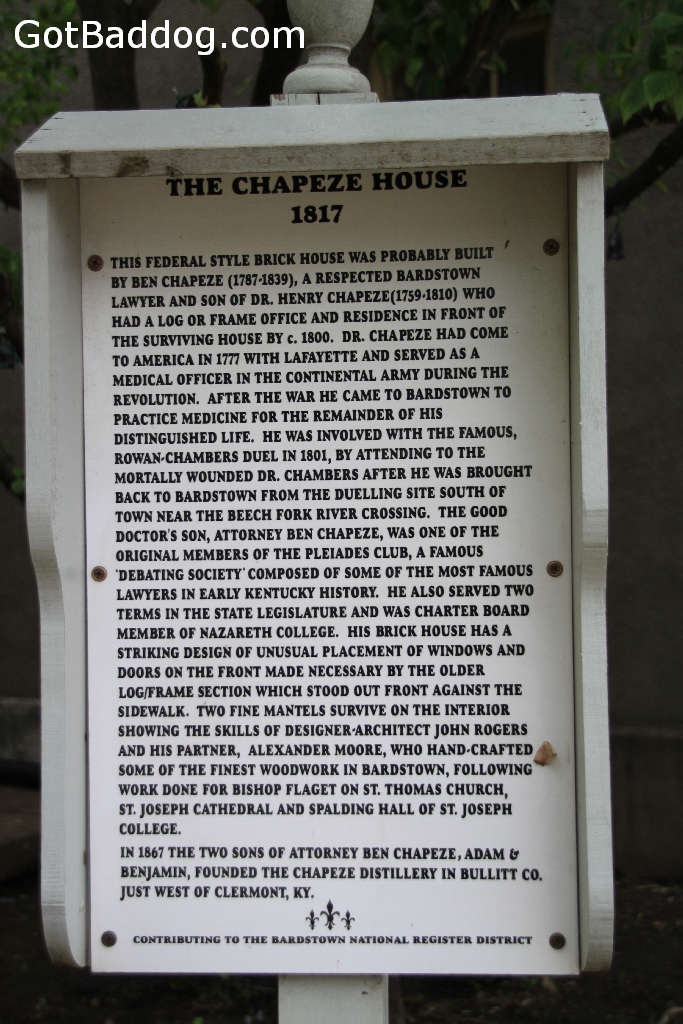 GotBaddog.com
THE CHAPEZE HOUSE
1817
THIS FEDERAL STYLE BRICK HOUSE WAS PROBABLY BUILT
BY BEN CHAPEZE (1787-1839), A RESPECTED BARDSTOWN
LAWYER AND SON OF DR. HENRY CHAPEZE(1759-1810) WHO
HAD A LOG OR FRAME OFFICE AND RESIDENCE IN FRONT OF
THE SURVIVING HOUSE BY c. 1800. DR. CHAPEZE HAD COME
TO AMERICA IN 1777 WITH LAFAYETTE AND SERVED AS A
MEDICAL OFFICER IN THE CONTINENTAL ARMY DURING THE
REVOLUTION. AFTER THE WAR HE CAME TO BARDSTOWN TO
PRACTICE MEDICINE FOR THE REMAINDER OF HIS
DISTINGUISHED LIFE. HE WAS INVOLVED WITH THE FAMOUS,
ROWAN-CHAMBERS DUEL IN 1801, BY ATTENDING TO THE
MORTALLY WOUNDED DR. CHAMBERS AFTER HE WAS BROUGHT
BACK TO BARDSTOWN FROM THE DUELLING SITE SOUTH OF
TOWN NEAR THE BEECH FORK RIVER CROSSING. THE GOOD
DOCTOR'S SON, ATTORNEY BEN CHAPEZE, WAS ONE OF THE
ORIGINAL MEMBERS OF THE PLEIADES CLUB, A FAMOUS
'DEBATING SOCIETY' COMPOSED OF SOME OF THE MOST FAMOUS
LAWYERS IN EARLY KENTUCKY HISTORY. HE ALSO SERVED TWO
TERMS IN THE STATE LEGISLATURE AND WAS CHARTER BOARD
MEMBER OF NAZARETH COLLEGE. HIS BRICK HOUSE HAS A
STRIKING DESIGN OF UNUSUAL PLACEMENT OF WINDOWS AND
DOORS ON THE FRONT MADE NECESSARY BY THE OLDER
LOG/FRAME SECTION WHICH STOOD OUT FRONT AGAINST THE
SIDEWALK. TWO FINE MANTELS SURVIVE ON THE INTERIOR
SHOWING THE SKILLS OF DESIGNER-ARCHITECT JOHN ROGERS
AND HIS PARTNER, ALEXANDER MOORE, WHO HAND-CRAFTED
SOME OF THE FINEST WOODWORK IN BARDSTOWN, FOLLOWING
WORK DONE FOR BISHOP FLAGET ON ST. THOMAS CHURCH,
ST. JOSEPH CATHEDRAL AND SPALDING HALL OF ST. JOSEPH
COLLEGE.
IN 1867 THE TWO SONS OF ATTORNEY BEN CHAPEZE, ADAM &
BENJAMIN, FOUNDED THE CHAPEZE DISTILLERY IN BULLITT CO.
JUST WEST OF CLERMONT, KY.
CONTRIBUTING TO THE BARDSTOWN NATIONAL REGISTER DISTRICT